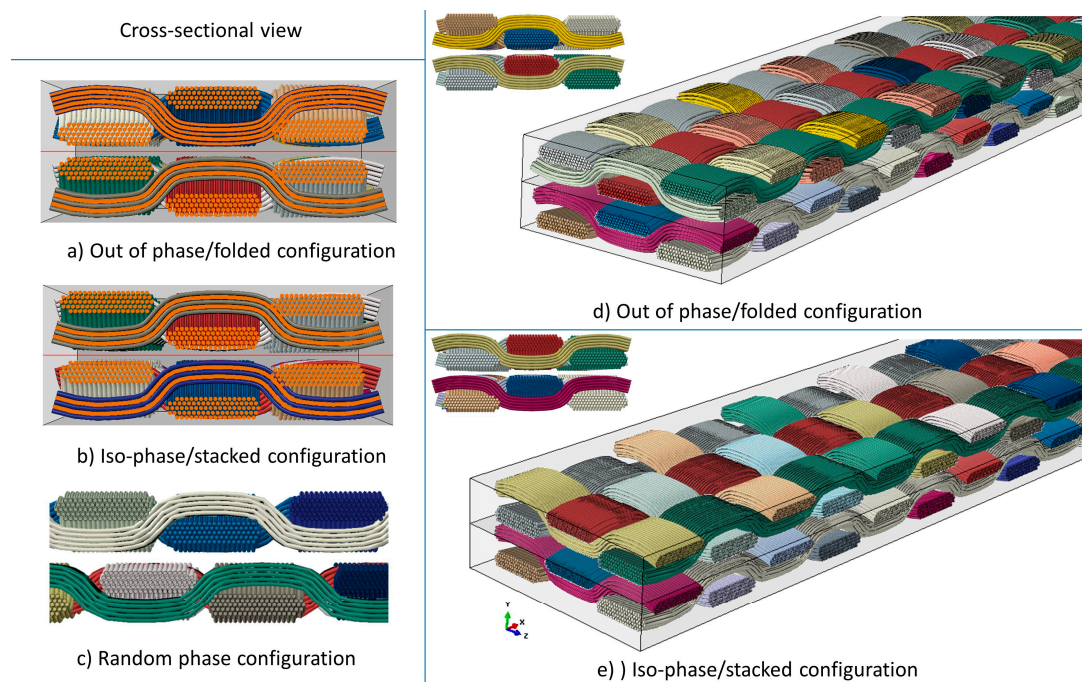 Cross-sectional view
a) Out of phase/folded configuration
b) Iso-phase/stacked configuration
c) Random phase configuration
d) Out of phase/folded configuration
Y
X
Z
e) ) Iso-phase/stacked configuration